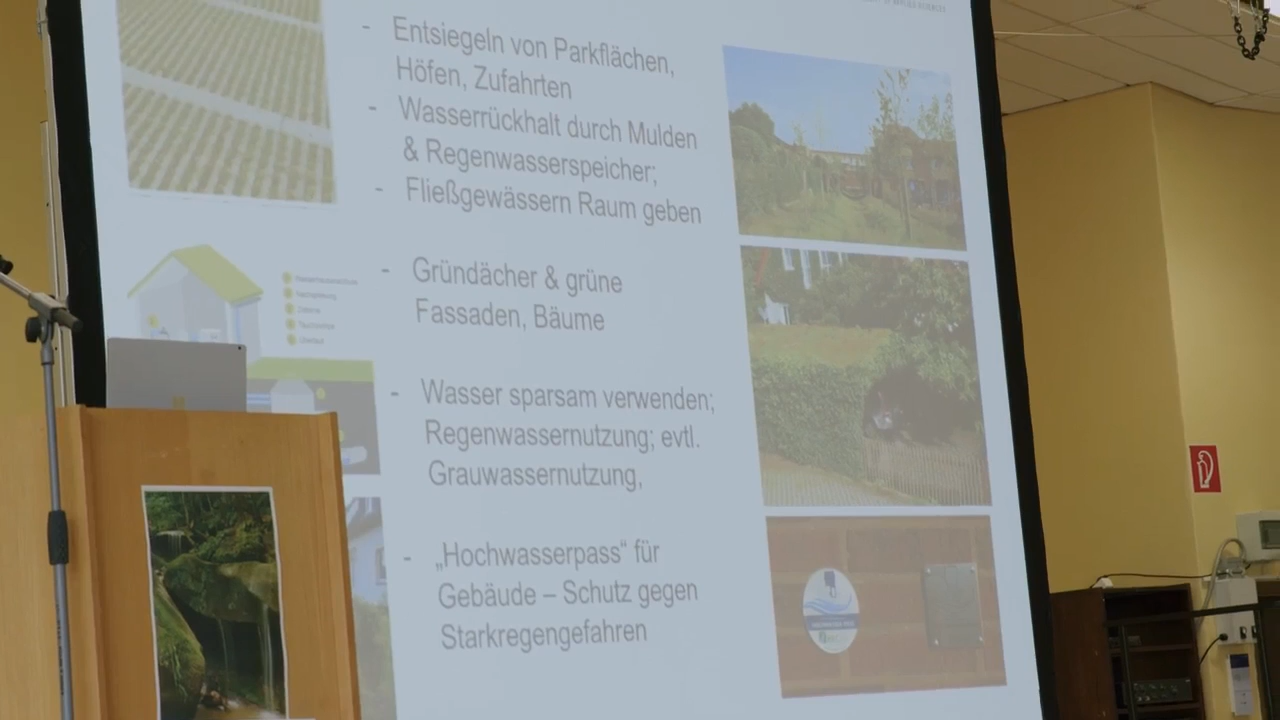 - Entsiegeln von Parkflächen,
Höfen, Zufahrten
- Wasserrückhalt durch Mulden
& Regenwasserspeicher;
- Fließgewässern Raum geben
- Gründächer & grüne
Fassaden, Bäume
- Wasser sparsam verwenden;
Regenwassernutzung; evtl.
Grauwassernutzung,
- „Hochwasserpass“ für
Gebäude – Schutz gegen
Starkregengefahren